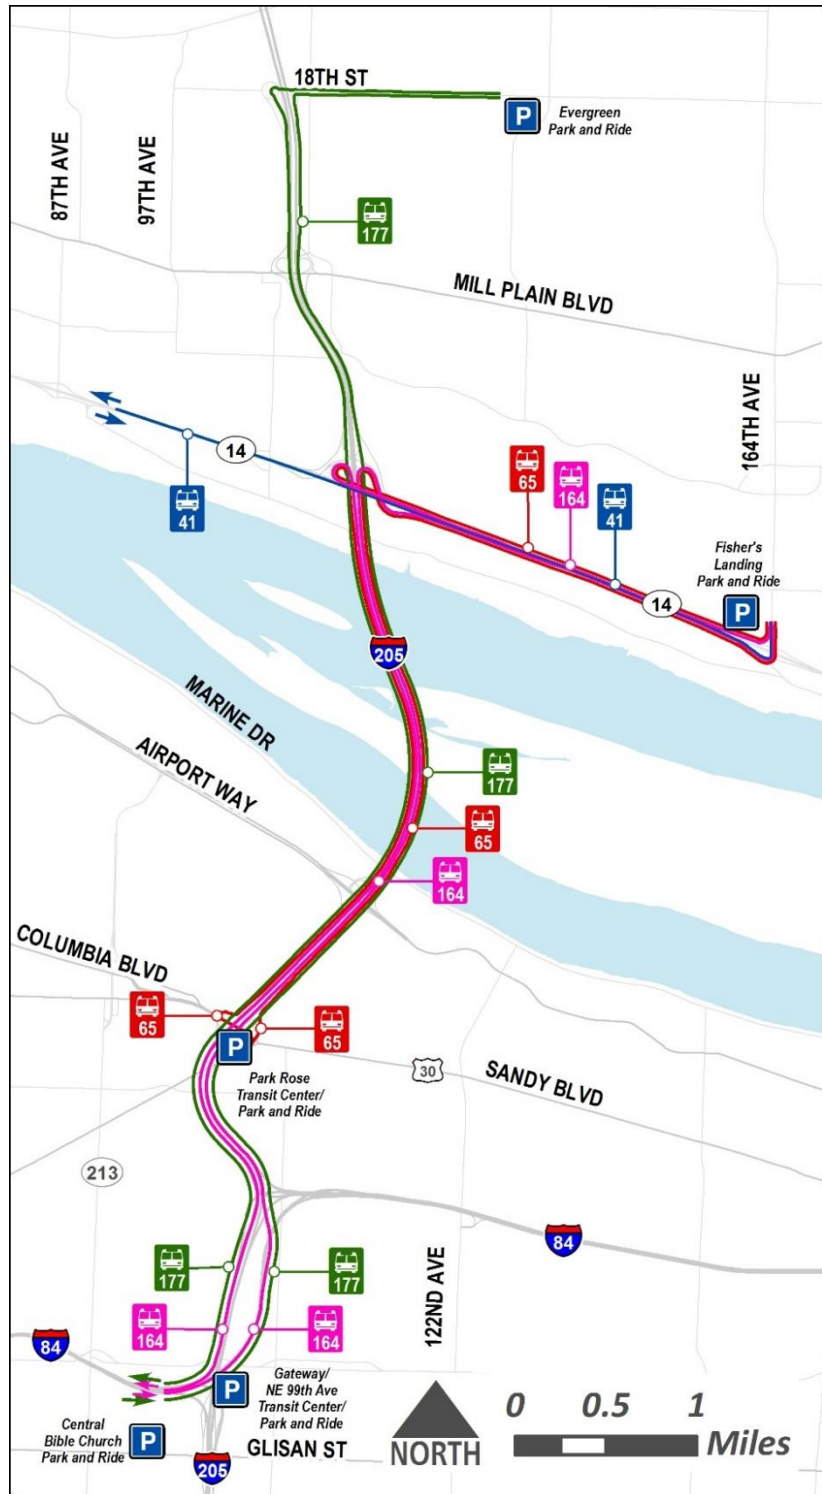 18TH ST
P
Evergreen
Park and Ride
87TH AVE
97TH AVE
177
MILL PLAIN BLVD
164TH AVE
14
65
164
41
41
Fisher's
Landing
Park and Ride
P
14
205
MARINE DR
AIRPORT WAY
177
65
164
COLUMBIA BLVD
65
65
P
Park Rose
Transit Center/
Park and Ride
30
SANDY BLVD
213
84
177
177
122ND AVE
164
164
84
P
Gateway/
NE 99th Ave
Transit Center/
Park and Ride
Central
Bible Church
Park and Ride
P
GLISAN ST
205
NORTH
0 0.5 1
Miles